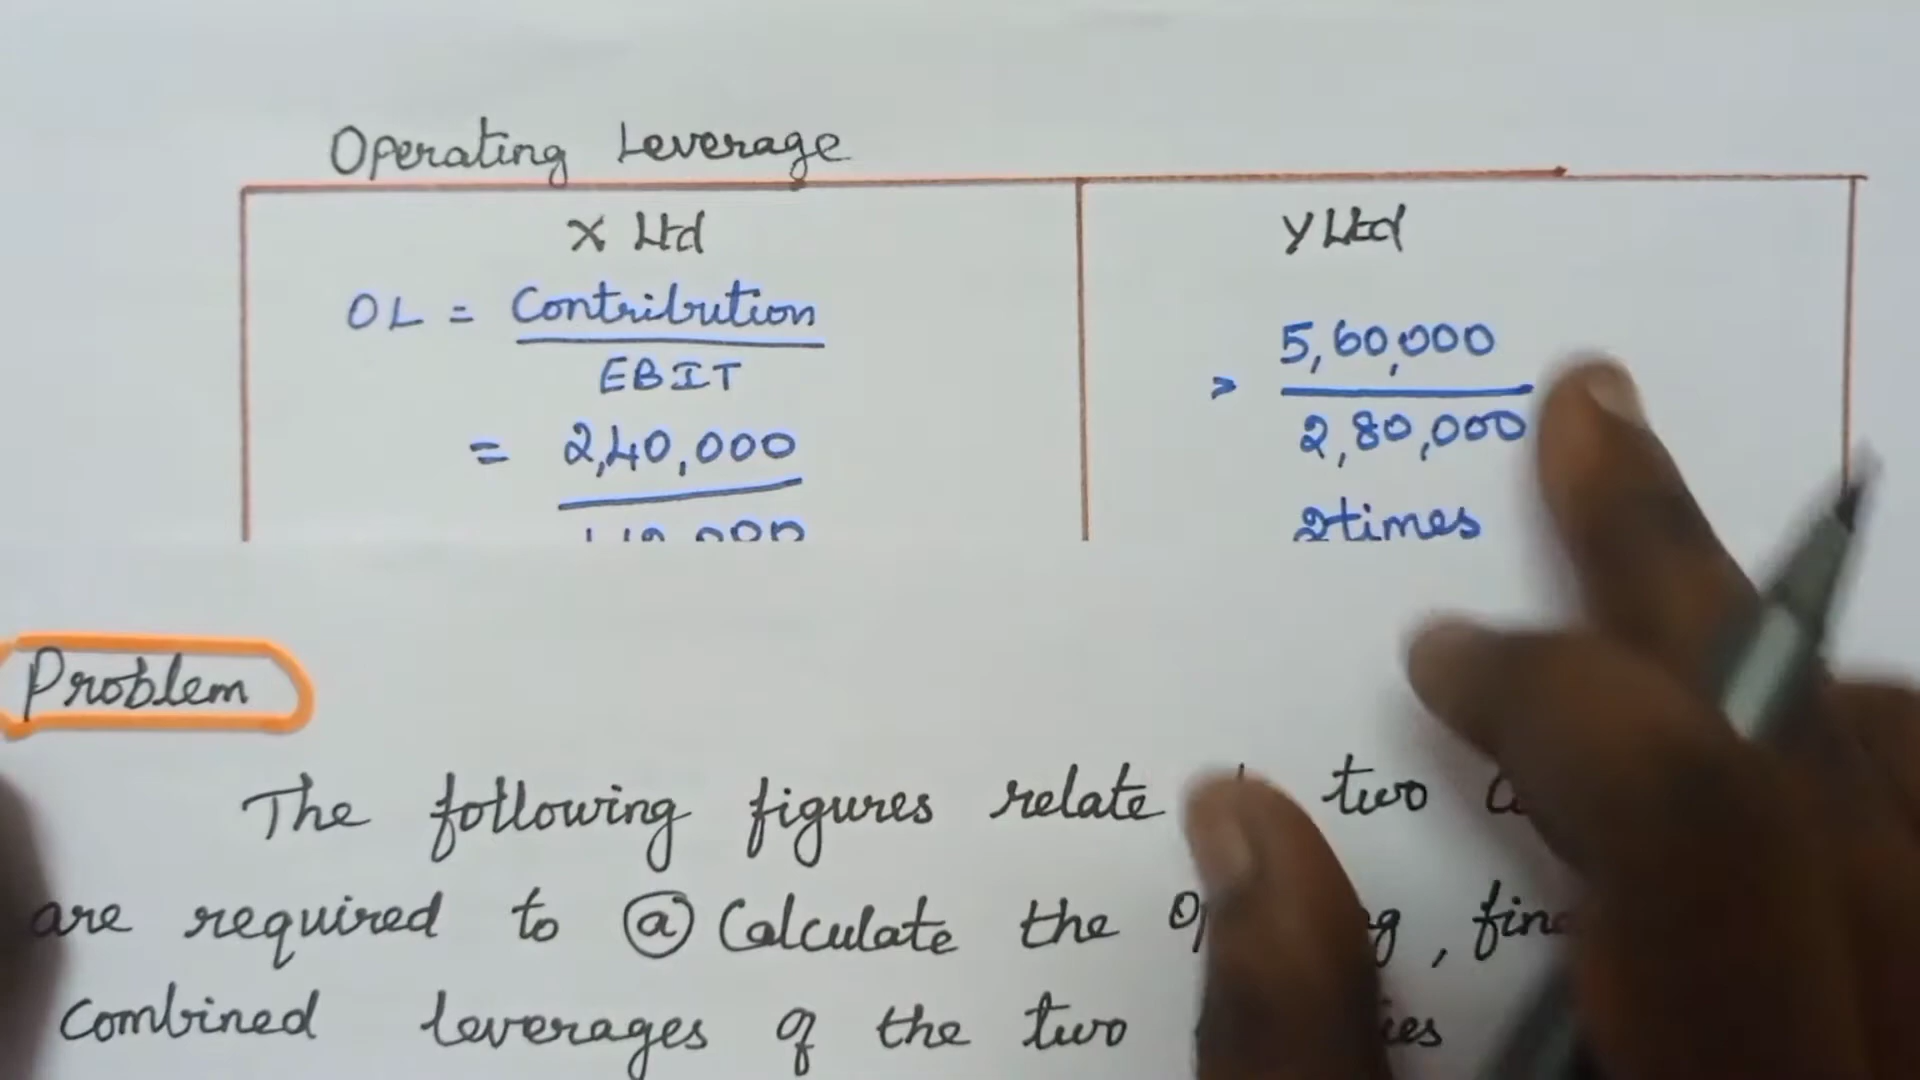 Operating Leverage
X Ltd
OL = Contribution
EBIT
= 2,40,000
Y Ltd
5,60,000
2,80,000
2times
Problem
The following figures relate two
are required to (a) Calculate the
combined leverages of the two